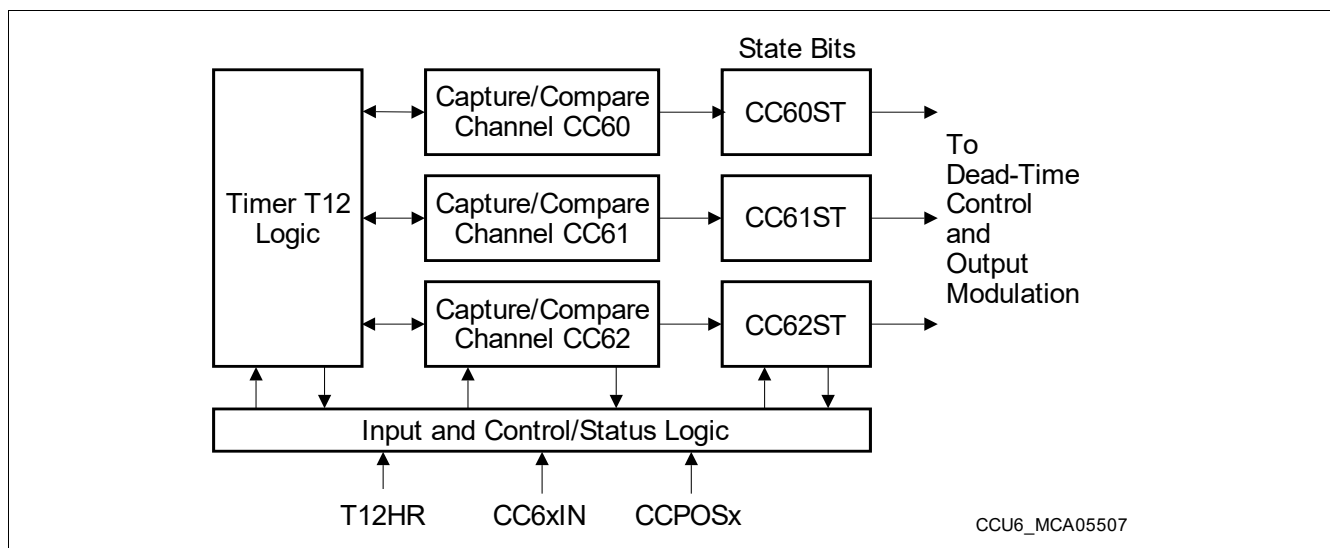 State Bits
Timer T12
Logic
Capture/Compare
Channel CC60
CC60ST
Capture/Compare
Channel CC61
CC61ST
Capture/Compare
Channel CC62
CC62ST
To
Dead-Time
Control
and
Output
Modulation
Input and Control/Status Logic
T12HR
CC6xIN
CCPOSx
CCU6_MCA05507